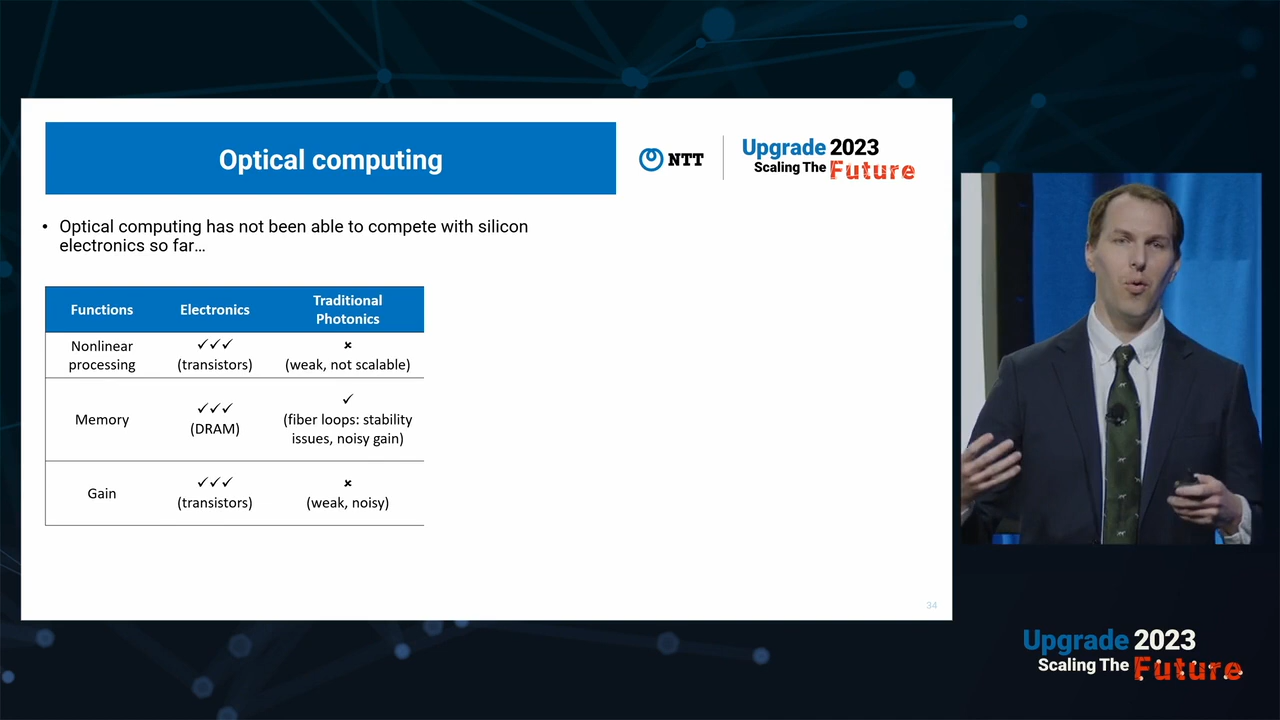 Optical computing
NTT
Upgrade 2023
Scaling The Future
• Optical computing has not been able to compete with silicon
electronics so far…
Functions
Electronics
Traditional
Photonics
Nonlinear
processing
✓✓✓
(transistors)
×
(weak, not scalable)
Memory
✓✓✓
(DRAM)
✓
(fiber loops: stability
issues, noisy gain)
Gain
✓✓✓
(transistors)
×
(weak, noisy)
34
Upgrade 2023
Scaling The Future